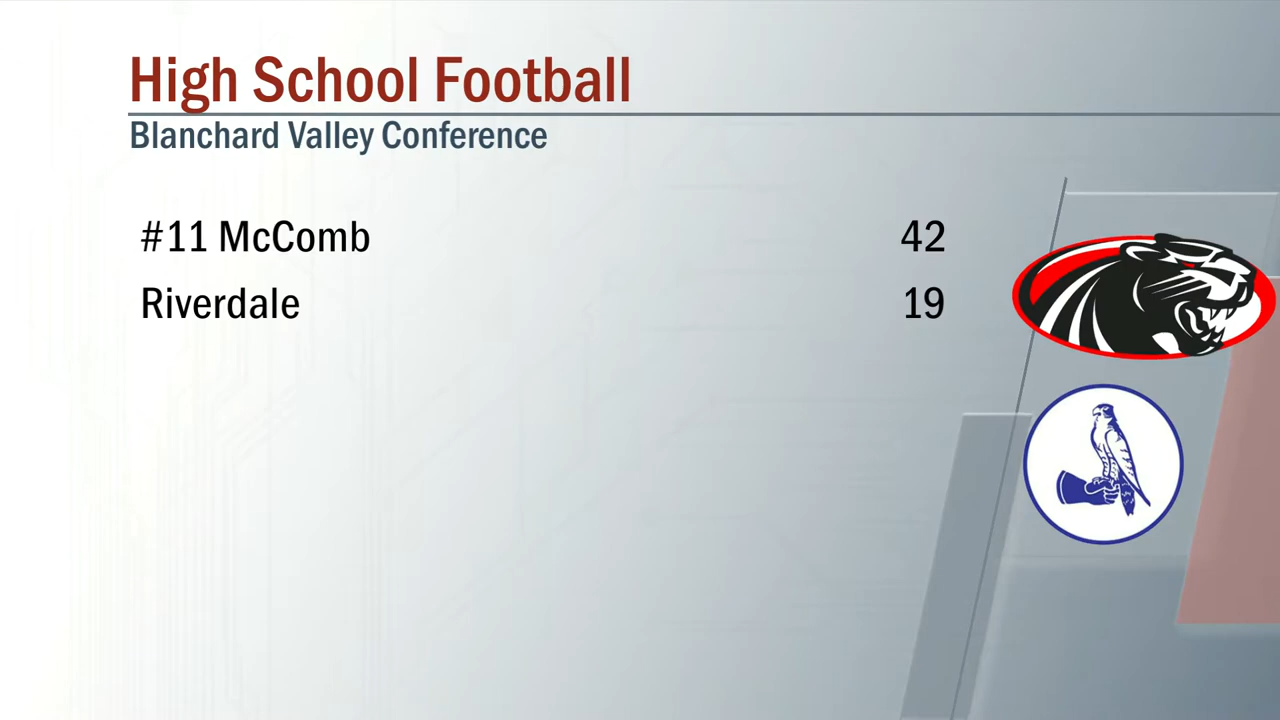 High School Football
Blanchard Valley Conference
#11 McComb 42
Riverdale 19